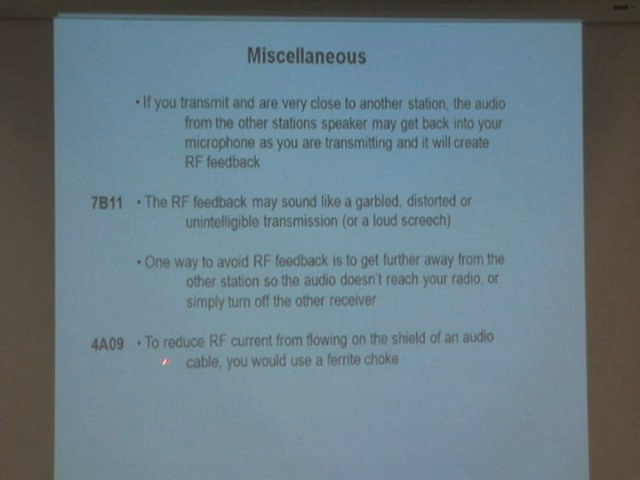 Miscellaneous
• If you transmit and are very close to another station, the audio
from the other stations speaker may get back into your
microphone as you are transmitting and it will create
RF feedback
7B11 • The RF feedback may sound like a garbled, distorted or
unintelligible transmission (or a loud screech)
• One way to avoid RF feedback is to get further away from the
other station so the audio doesn't reach your radio, or
simply turn off the other receiver
4A09 • To reduce RF current from flowing on the shield of an audio
cable, you would use a ferrite choke